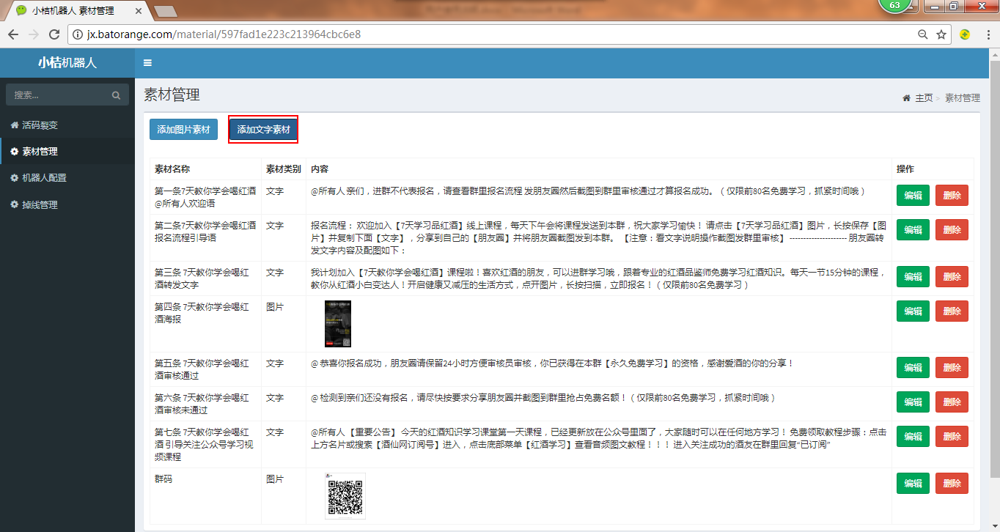 小桔机器人 素材管理
63
jx.batorange.com/material/597fad1e223c213964cbc6e8
小桔机器人
搜索...
活码裂变
素材管理
机器人配置
掉线管理
素材管理
主页 > 素材管理
添加图片素材 添加文字素材
素材名称 素材类别 内容 操作
第一条7天教你学会喝红酒 文字 @所有人 亲们，进群不代表报名，请查看群里报名流程 发朋友圈然后截图到群里审核通过才算报名成功。（仅限前80名免费学习，抓紧时间哦） 编辑 删除
@所有人欢迎语
第二条7天教你学会喝红酒 文字 报名流程： 欢迎加入【7天学习品红酒】线上课程，每天下午会将课程发送到本群，祝大家学习愉快！ 请点击【7天学习品红酒】图片，长按保存【图 编辑 删除
报名流程引导语 片】并复制下面【文字】，分享到自己的【朋友圈】并将朋友圈截图发到本群。 【注意：看文字说明操作截图发群里审核】 --------------------- 朋友圈转
发文字内容及配图如下：
第三条 7天教你学会喝红 文字 我计划加入【7天教你学会喝红酒】课程啦！喜欢红酒的朋友，可以进群学习哦，跟着专业的红酒品鉴师免费学习红酒知识。每天一节15分钟的课程， 编辑 删除
酒转发文字 教你从红酒小白变达人！开启健康又减压的生活方式，点开图片，长按扫描，立即报名！（仅限前80名免费学习）
第四条 7天教你学会喝红 图片 编辑 删除
酒海报
第五条 7天教你学会喝红 文字 @ 恭喜你报名成功，朋友圈请保留24小时方便审核员审核，你已获得在本群【永久免费学习】的资格，感谢爱酒的你的分享！ 编辑 删除
酒审核通过
第六条 7天教你学会喝红 文字 @ 检测到亲们还没有报名，请尽快按要求分享朋友圈并截图到群里抢占免费名额！（仅限前80名免费学习，抓紧时间哦） 编辑 删除
酒审核未通过
第七条 7天教你学会喝红 文字 @所有人 【重要公告】 今天的红酒知识学习课堂第一天课程，已经更新放在公众号里面了，大家随时可以在任何地方学习！ 免费领取教程步骤：点击 编辑 删除
酒 引导关注公众号学习视 上方名片或搜索【酒仙网订阅号】进入，点击底部菜单【红酒学习】查看音频图文教程！！！ 进入关注成功的酒友在群里回复“已订阅”
频课程
群码 图片 编辑 删除